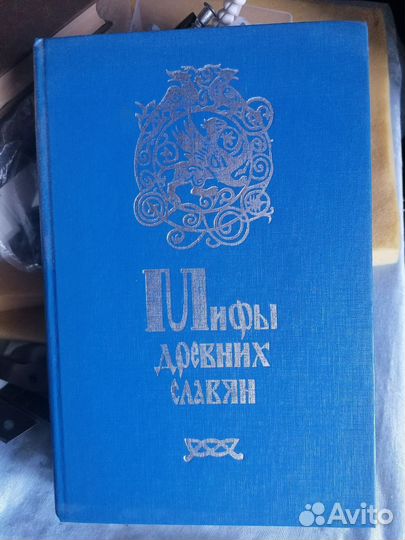 Мифы
древних
славян
Avito